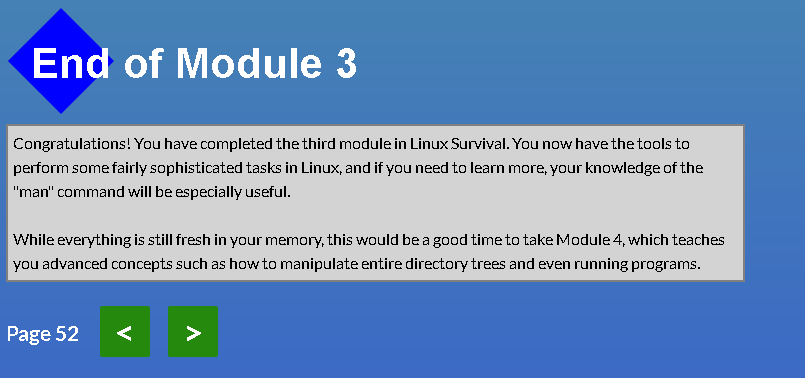 End of Module 3
Congratulations! You have completed the third module in Linux Survival. You now have the tools to
perform some fairly sophisticated tasks in Linux, and if you need to learn more, your knowledge of the
"man" command will be especially useful.
While everything is still fresh in your memory, this would be a good time to take Module 4, which teaches
you advanced concepts such as how to manipulate entire directory trees and even running programs.
Page 52 < >